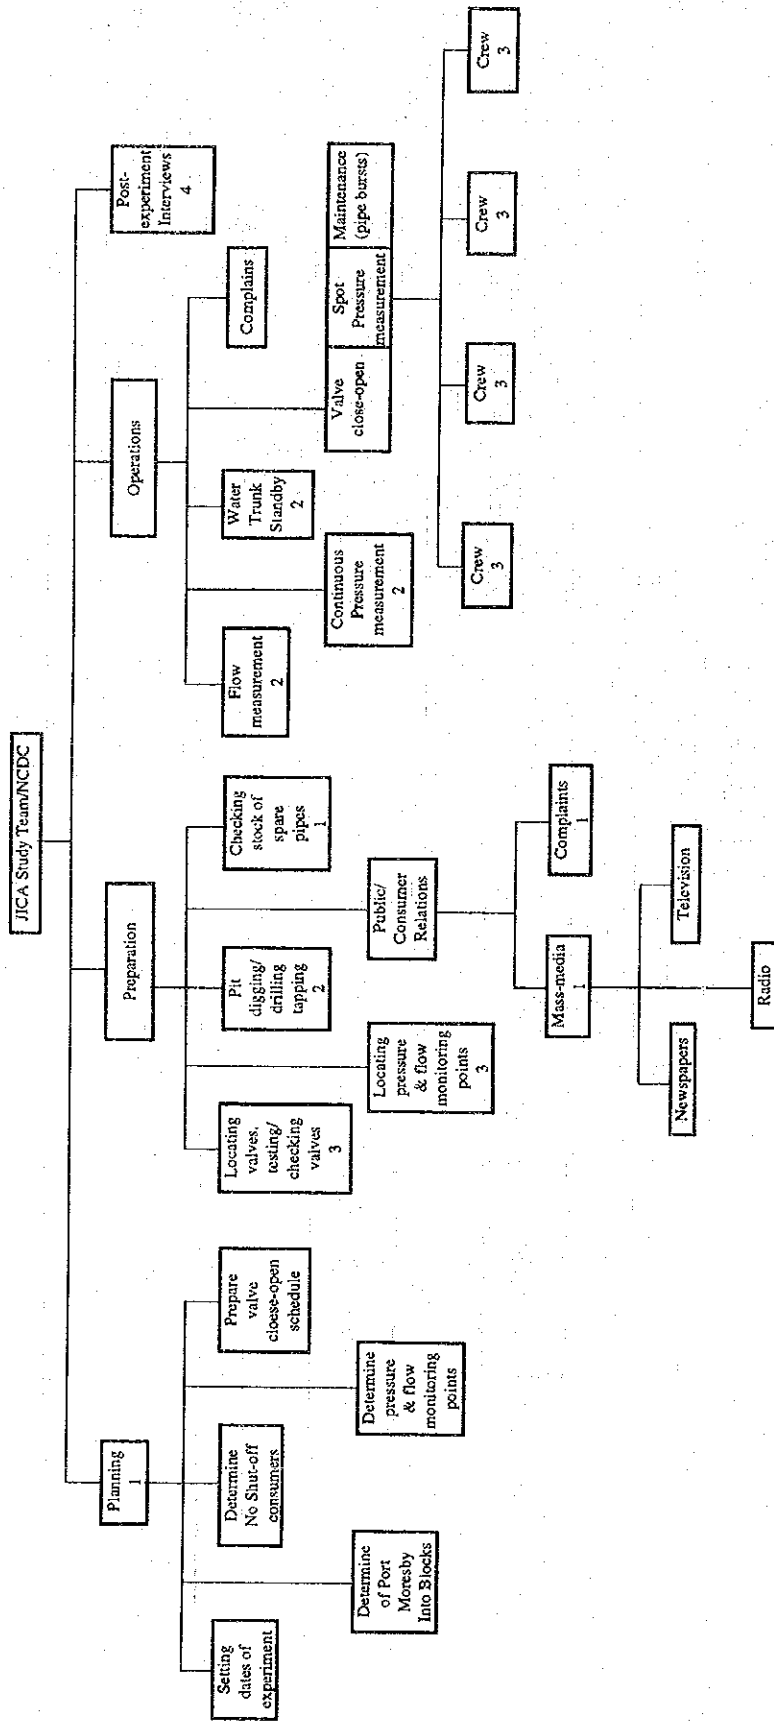 JICA Study Team/NCDC
Planning
1
Preparation
Operations
Post-
experiment
Interviews
4
Setting
dates of
experiment
Determine
No Shut-off
consumers
Prepare
valve
cloese-open
schedule
Determine
of Port
Moresby
Into Blocks
Determine
pressure
& flow
monitoring
points
Locating
valves,
testing/
checking
valves
3
Pit
digging/
drilling
tapping
2
Checking
stock of
spare
pipes
1
Locating
pressure
& flow
monitoring
points
3
Public/
Consumer
Relations
Mass-media
1
Complaints
1
Newspapers
Television
Radio
Flow
measurement
2
Water
Trunk
Standby
2
Complains
Continuous
Pressure
measurement
2
Valve
close-open
Spot
Pressure
measurement
Maintenance
(pipe bursts)
Crew
3
Crew
3
Crew
3
Crew
3